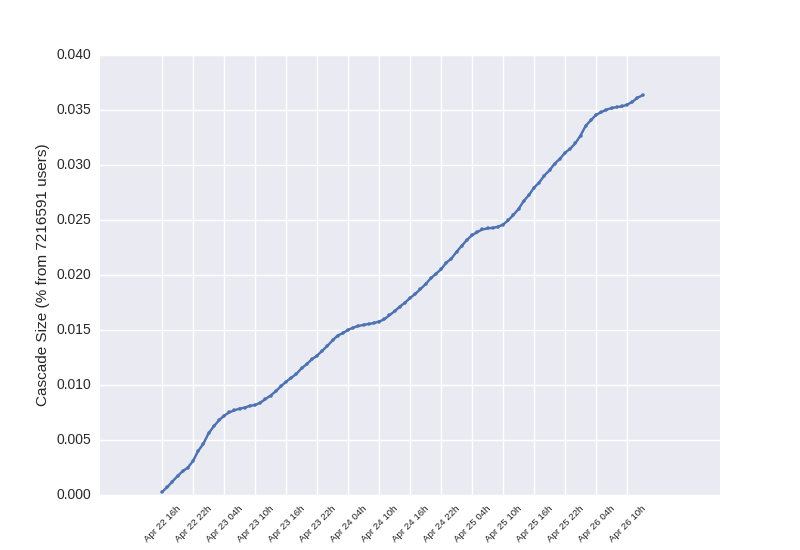 0.040
0.035
0.030
0.025
0.020
0.015
0.010
0.005
0.000
Cascade Size (% from 7216591 users)
Apr 22 16h
Apr 22 22h
Apr 23 04h
Apr 23 10h
Apr 23 16h
Apr 23 22h
Apr 24 04h
Apr 24 10h
Apr 24 16h
Apr 24 22h
Apr 25 04h
Apr 25 10h
Apr 25 16h
Apr 25 22h
Apr 26 04h
Apr 26 10h